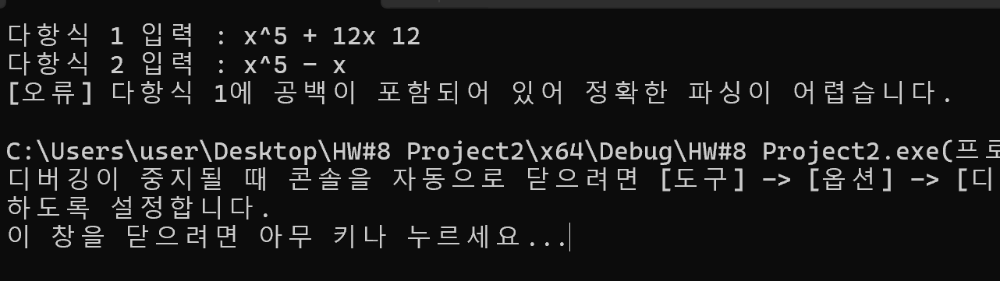 다항식 1 입력 : x^5 + 12x 12
다항식 2 입력 : x^5 - x
[오류] 다항식 1에 공백이 포함되어 있어 정확한 파싱이 어렵습니다.
C:\Users\user\Desktop\HW#8 Project2\x64\Debug\HW#8 Project2.exe(프로
디버깅이 중지될 때 콘솔을 자동으로 닫으려면 [도구] -> [옵션] -> [디
하도록 설정합니다.
이 창을 닫으려면 아무 키나 누르세요...